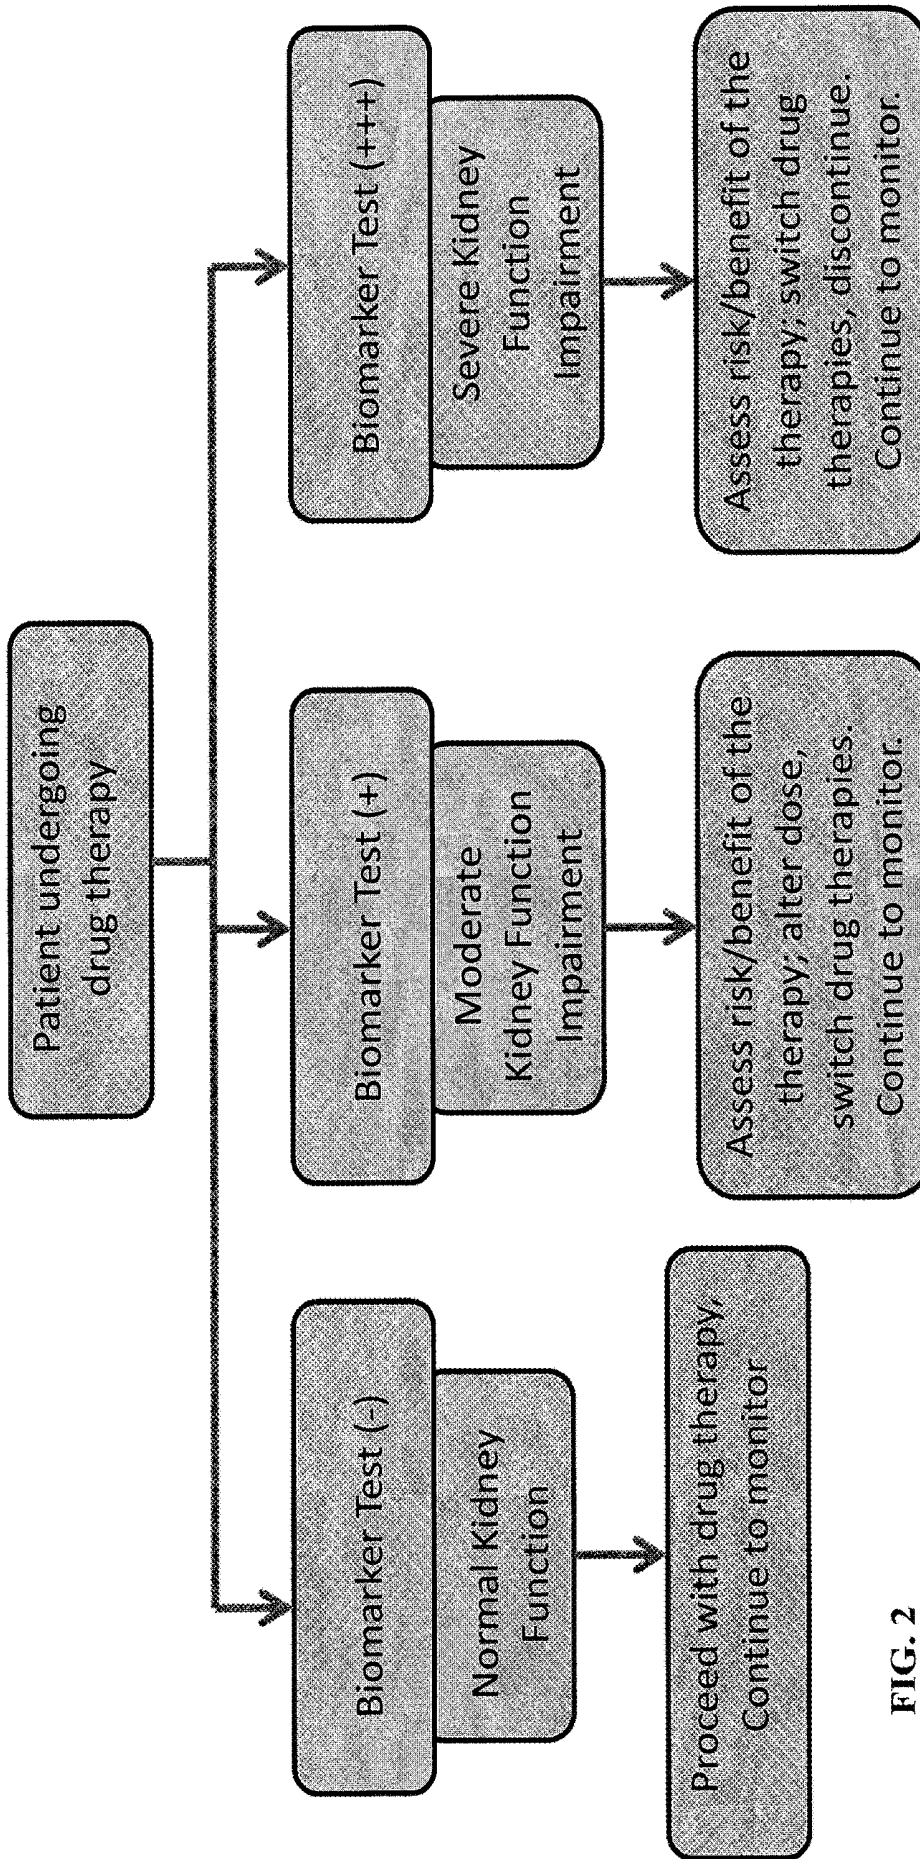 Patient undergoing
drug therapy
Biomarker Test (-)
Normal Kidney
Function
Proceed with drug therapy,
Continue to monitor
Biomarker Test (+)
Moderate
Kidney Function
Impairment
Assess risk/benefit of the
therapy; alter dose,
switch drug therapies.
Continue to monitor.
Biomarker Test (+++)
Severe Kidney
Function
Impairment
Assess risk/benefit of the
therapy; switch drug
therapies, discontinue.
Continue to monitor.
FIG. 2